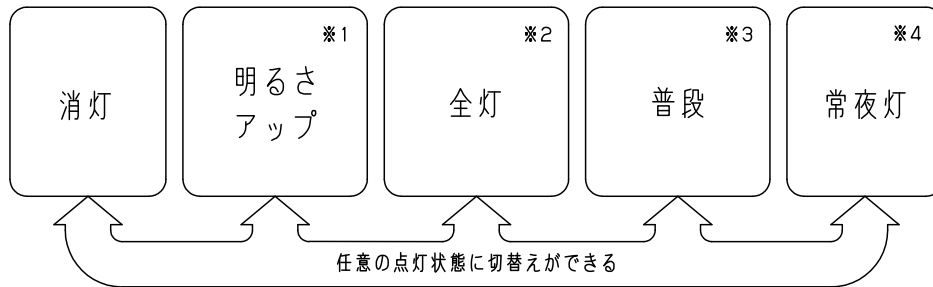 消灯
※1
明るさ
アップ
※2
全灯
※3
普段
※4
常夜灯
任意の点灯状態に切替えができる